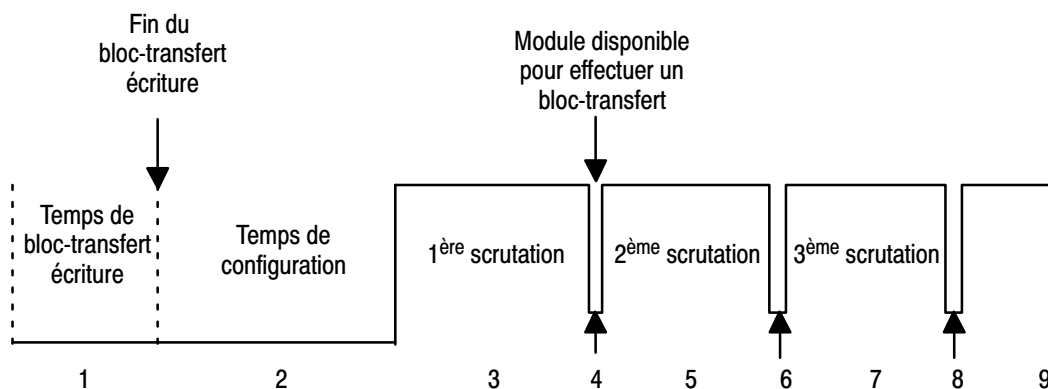 Fin du
bloc-transfert
écriture
Module disponible
pour effectuer un
bloc-transfert
Temps de
bloc-transfert
écriture
Temps de
configuration
1ère scrutation
2ème scrutation
3ème scrutation
1 2 3 4 5 6 7 8 9